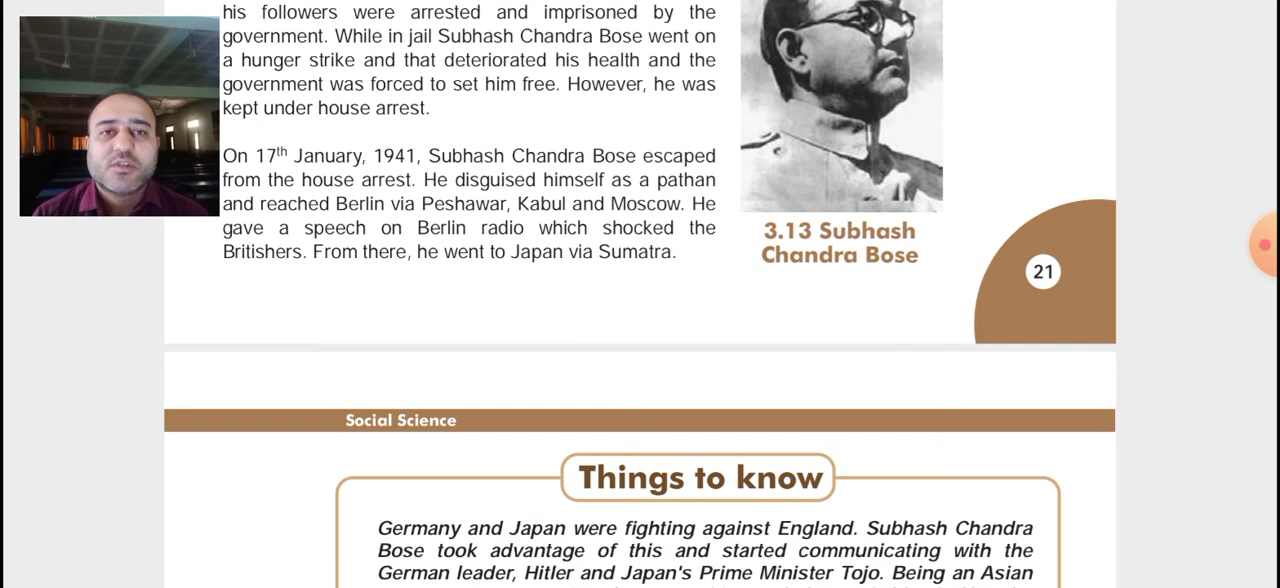 his followers were arrested and imprisoned by the
government. While in jail Subhash Chandra Bose went on
a hunger strike and that deteriorated his health and the
government was forced to set him free. However, he was
kept under house arrest.
On 17th January, 1941, Subhash Chandra Bose escaped
from the house arrest. He disguised himself as a pathan
and reached Berlin via Peshawar, Kabul and Moscow. He
gave a speech on Berlin radio which shocked the
Britishers. From there, he went to Japan via Sumatra.
3.13 Subhash
Chandra Bose
21
Social Science
Things to know
Germany and Japan were fighting against England. Subhash Chandra
Bose took advantage of this and started communicating with the
German leader, Hitler and Japan's Prime Minister Tojo. Being an Asian